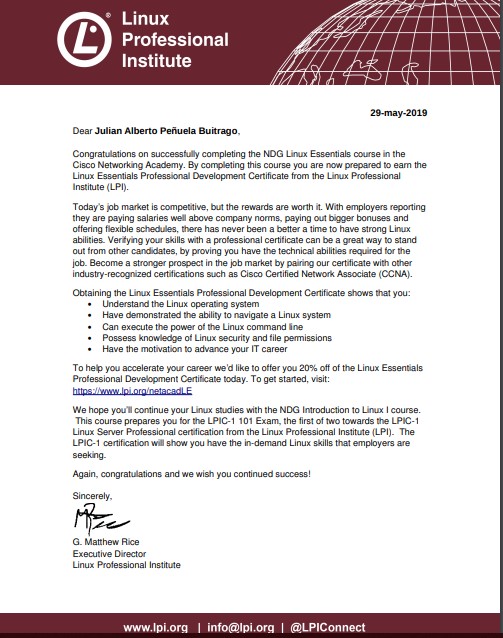 Linux
Professional
Institute
29-may-2019
Dear Julian Alberto Peñuela Buitrago,
Congratulations on successfully completing the NDG Linux Essentials course in the
Cisco Networking Academy. By completing this course you are now prepared to earn the
Linux Essentials Professional Development Certificate from the Linux Professional
Institute (LPI).
Today's job market is competitive, but the rewards are worth it. With employers reporting
they are paying salaries well above company norms, paying out bigger bonuses and
offering flexible schedules, there has never been a better a time to have strong Linux
abilities. Verifying your skills with a professional certificate can be a great way to stand
out from other candidates, by proving you have the technical abilities required for the
job. Become a stronger prospect in the job market by pairing our certificate with other
industry-recognized certifications such as Cisco Certified Network Associate (CCNA).
Obtaining the Linux Essentials Professional Development Certificate shows that you:
• Understand the Linux operating system
• Have demonstrated the ability to navigate a Linux system
• Can execute the power of the Linux command line
• Possess knowledge of Linux security and file permissions
• Have the motivation to advance your IT career
To help you accelerate your career we'd like to offer you 20% off of the Linux Essentials
Professional Development Certificate today. To get started, visit:
https://www.lpi.org/netacadLE
We hope you'll continue your Linux studies with the NDG Introduction to Linux I course.
This course prepares you for the LPIC-1 101 Exam, the first of two towards the LPIC-1
Linux Server Professional certification from the Linux Professional Institute (LPI). The
LPIC-1 certification will show you have the in-demand Linux skills that employers are
seeking.
Again, congratulations and we wish you continued success!
Sincerely,
G. Matthew Rice
Executive Director
Linux Professional Institute
www.lpi.org | info@lpi.org | @LPIConnect